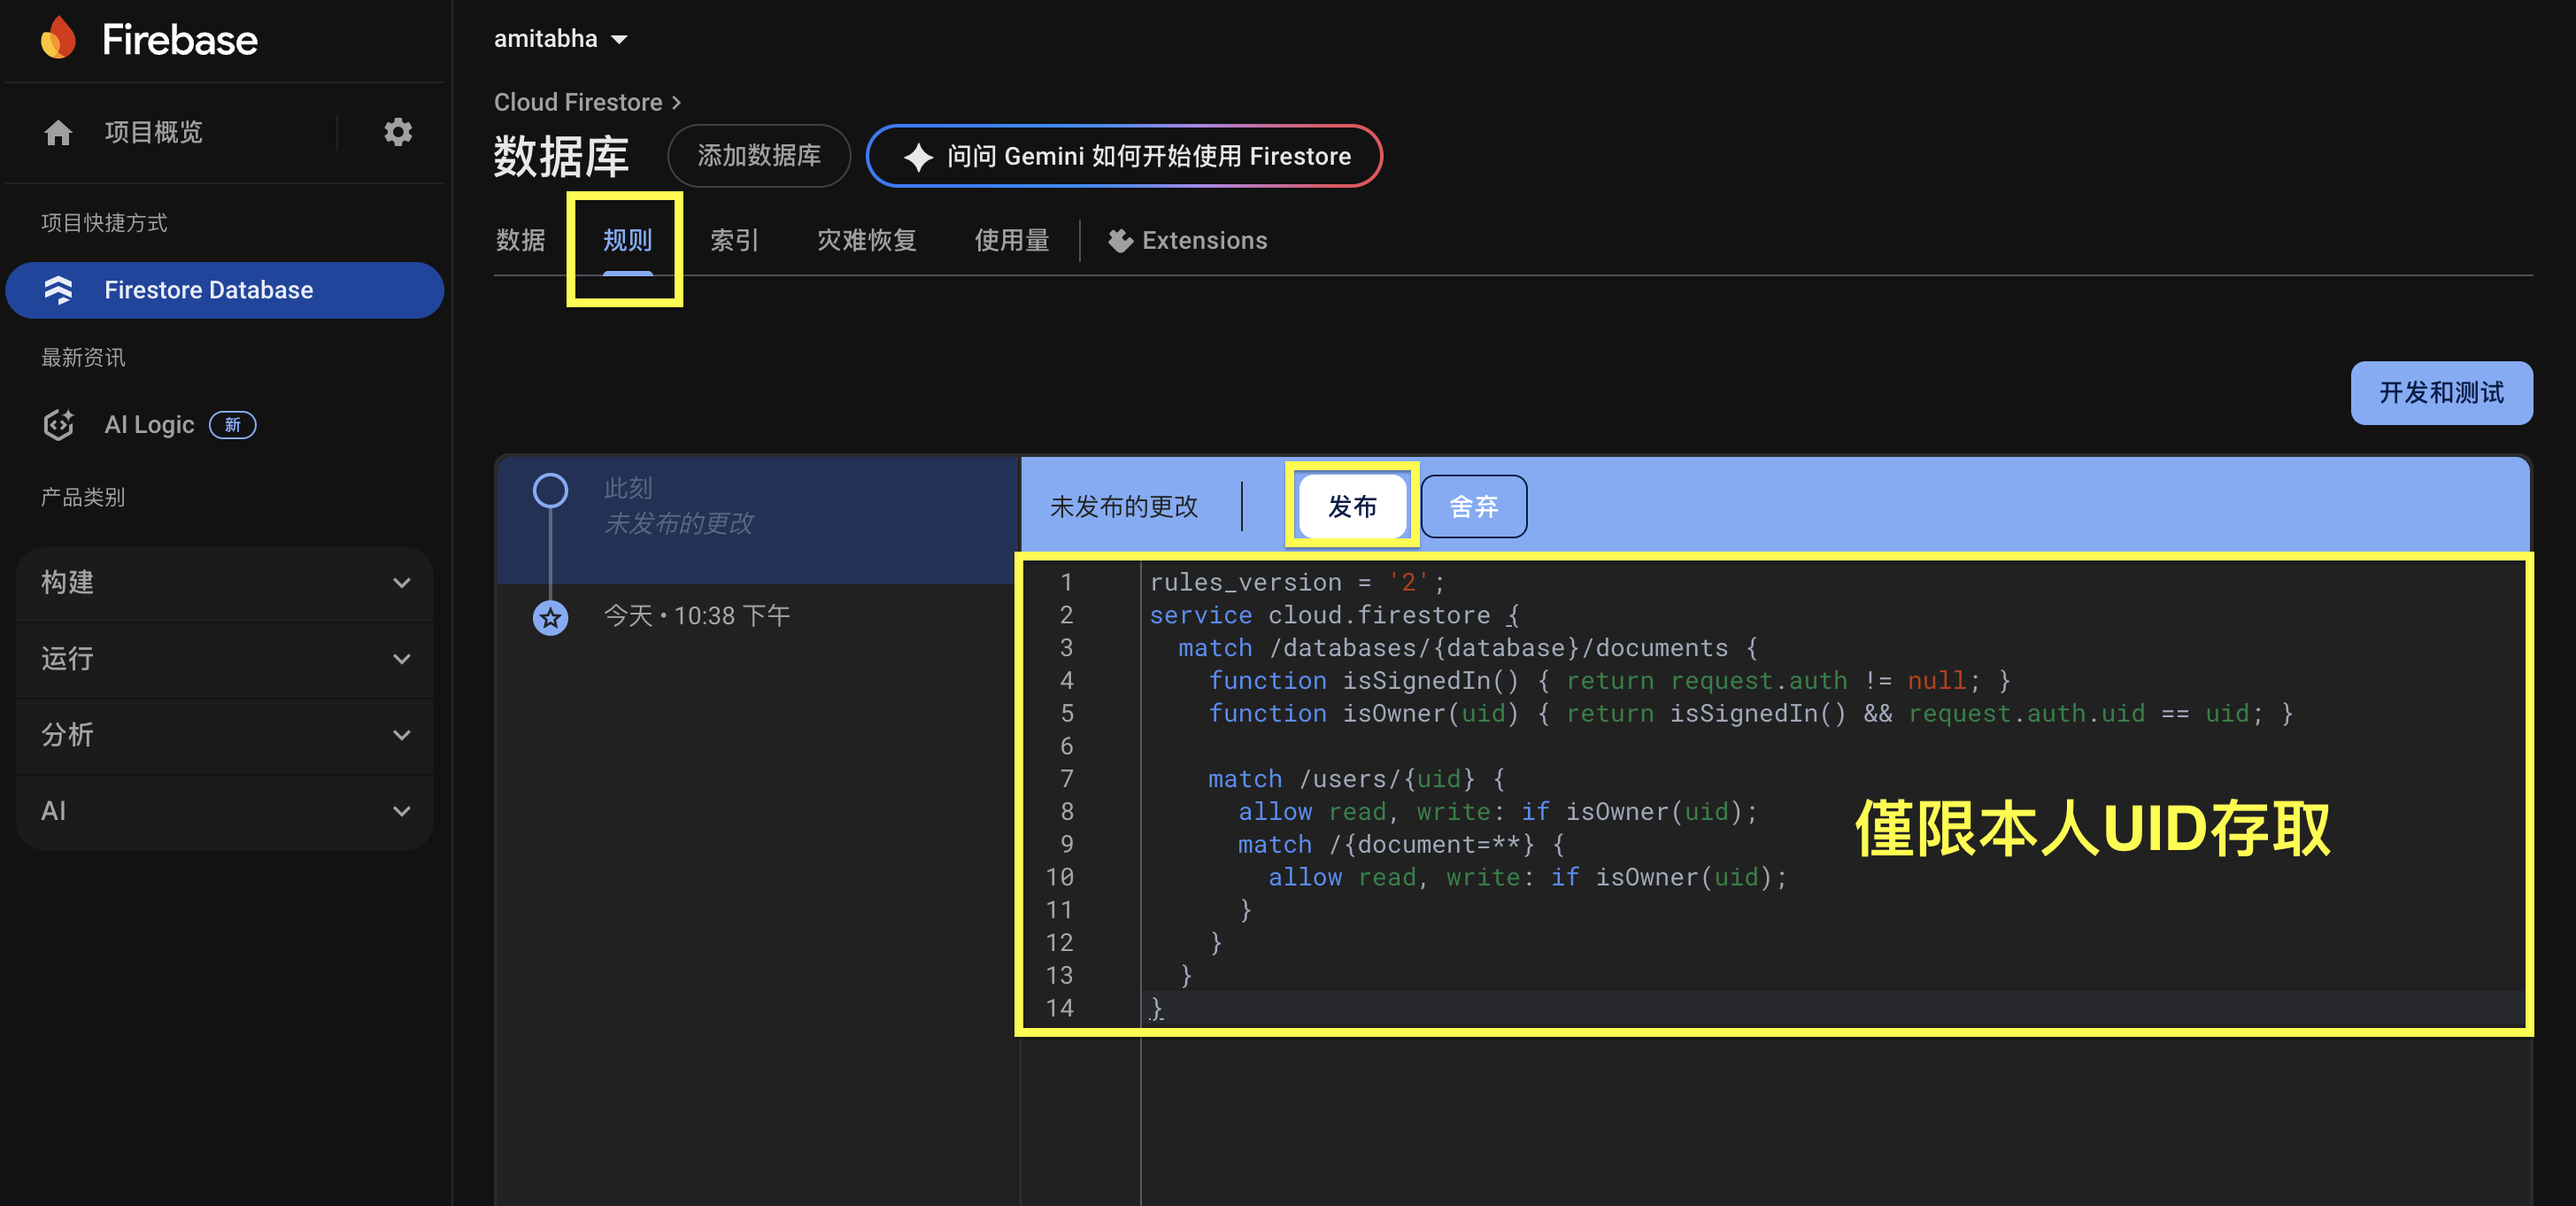 Firebase
项目概览
项目快捷方式
Firestore Database
最新资讯
AI Logic 新
产品类别
构建
运行
分析
AI
amitabha
Cloud Firestore
数据库 添加数据库 问问 Gemini 如何开始使用 Firestore
数据 规则 索引 灾难恢复 使用量 Extensions
开发和测试
此刻
未发布的更改
今天 • 10:38 下午
未发布的更改 发布 舍弃
1 rules_version = '2';
2 service cloud.firestore {
3 match /databases/{database}/documents {
4 function isSignedIn() { return request.auth != null; }
5 function isOwner(uid) { return isSignedIn() && request.auth.uid == uid; }
6
7 match /users/{uid} {
8 allow read, write: if isOwner(uid);
9 match /{document=**} {
10 allow read, write: if isOwner(uid);
11 }
12 }
13 }
14 }
僅限本人UID存取